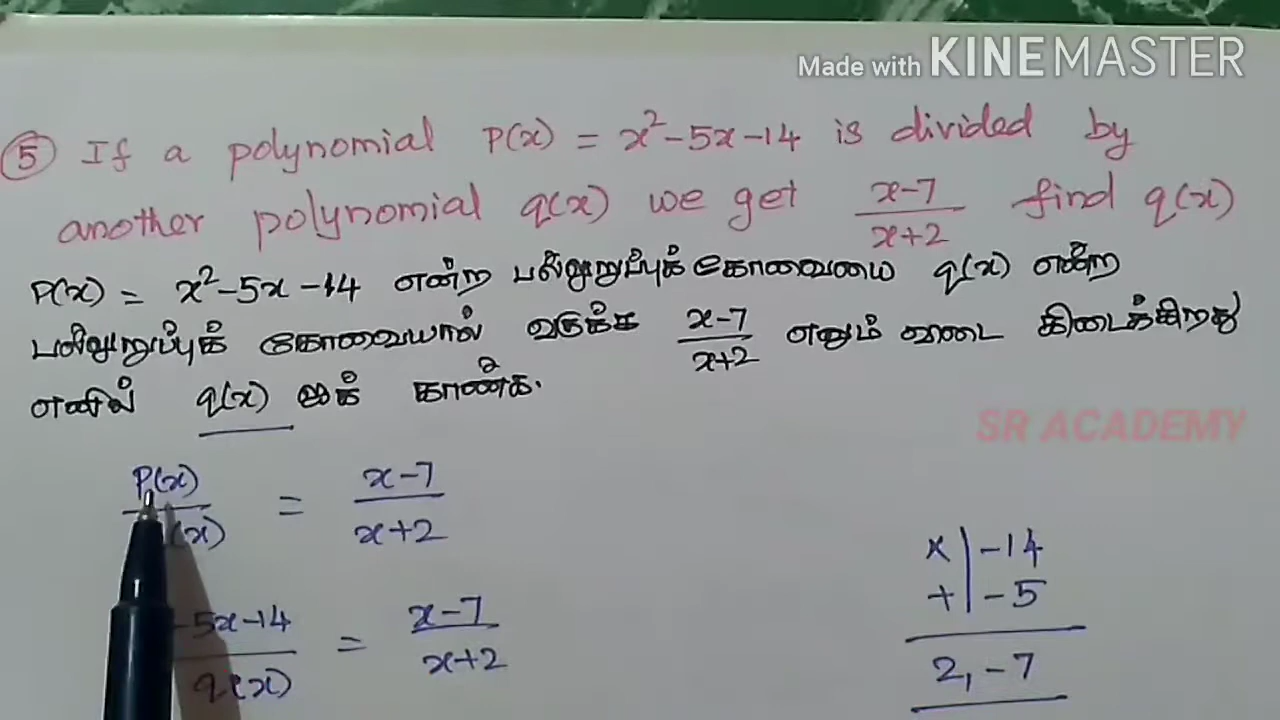 Made with KINEMASTER
⑤ If a polynomial P(x) = x² - 5x - 14 is divided by
another polynomial q(x) we get (x-7)/(x+2) find q(x)
P(x) = x² - 5x - 14 என்ற பல்லுறுப்புக் கோவையை q(x) என்ற
பல்லுறுப்புக் கோவையால் வகுக்க (x-7)/(x+2) எனும் விடை கிடைக்கிறது
எனில் q(x) ஐக் காண்க.
SR ACADEMY
P(x)/(x) = (x-7)/(x+2)
x | -14
+ | -5
- 5x - 14/q(x) = (x-7)/(x+2)
2, -7